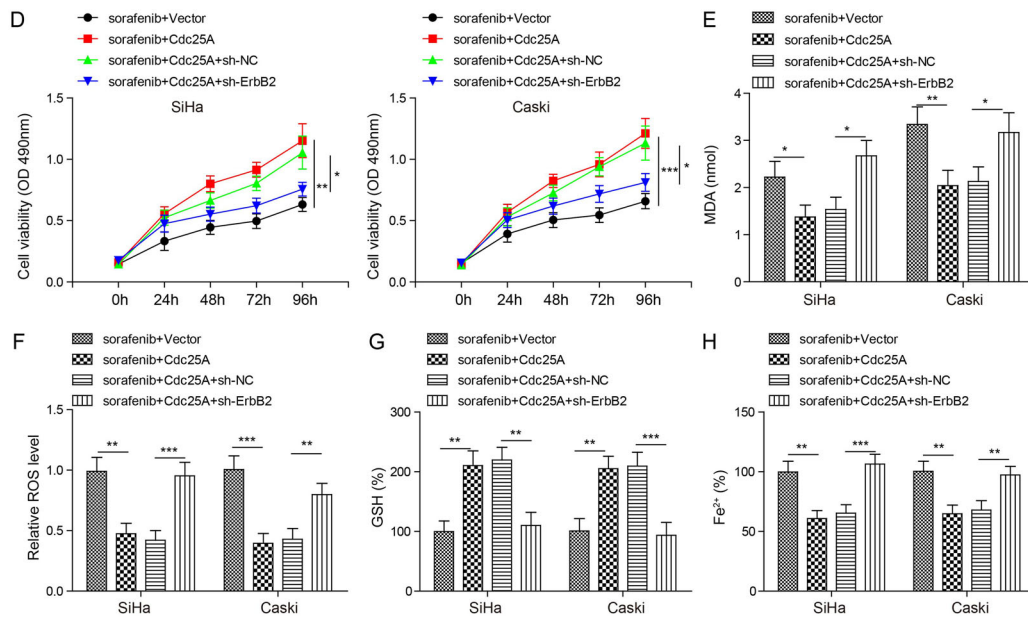 D
sorafenib+Vector
sorafenib+Cdc25A
sorafenib+Cdc25A+sh-NC
sorafenib+Cdc25A+sh-ErbB2
Cell viability (OD 490nm)
SiHa
1.5
1.0
0.5
0.0
0h 24h 48h 72h 96h
**
*
sorafenib+Vector
sorafenib+Cdc25A
sorafenib+Cdc25A+sh-NC
sorafenib+Cdc25A+sh-ErbB2
Cell viability (OD 490nm)
Caski
1.5
1.0
0.5
0.0
0h 24h 48h 72h 96h
***
*
E
sorafenib+Vector
sorafenib+Cdc25A
sorafenib+Cdc25A+sh-NC
sorafenib+Cdc25A+sh-ErbB2
MDA (nmol)
4
3
2
1
0
* * ** *
SiHa Caski
F
sorafenib+Vector
sorafenib+Cdc25A
sorafenib+Cdc25A+sh-NC
sorafenib+Cdc25A+sh-ErbB2
Relative ROS level
1.5
1.0
0.5
0.0
** *** *** **
SiHa Caski
G
sorafenib+Vector
sorafenib+Cdc25A
sorafenib+Cdc25A+sh-NC
sorafenib+Cdc25A+sh-ErbB2
GSH (%)
300
200
100
0
** ** ** ***
SiHa Caski
H
sorafenib+Vector
sorafenib+Cdc25A
sorafenib+Cdc25A+sh-NC
sorafenib+Cdc25A+sh-ErbB2
Fe²⁺ (%)
150
100
50
0
** *** ** **
SiHa Caski